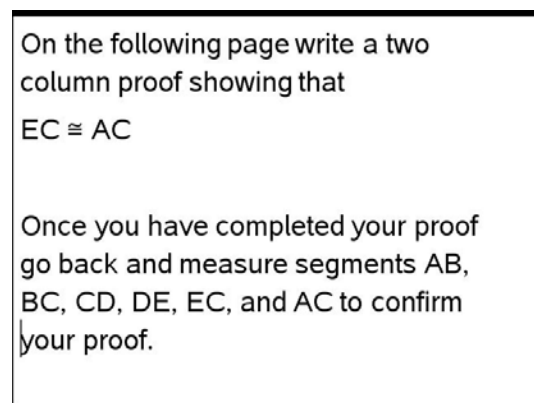 On the following page write a two
column proof showing that
EC ≅ AC
Once you have completed your proof
go back and measure segments AB,
BC, CD, DE, EC, and AC to confirm
your proof.